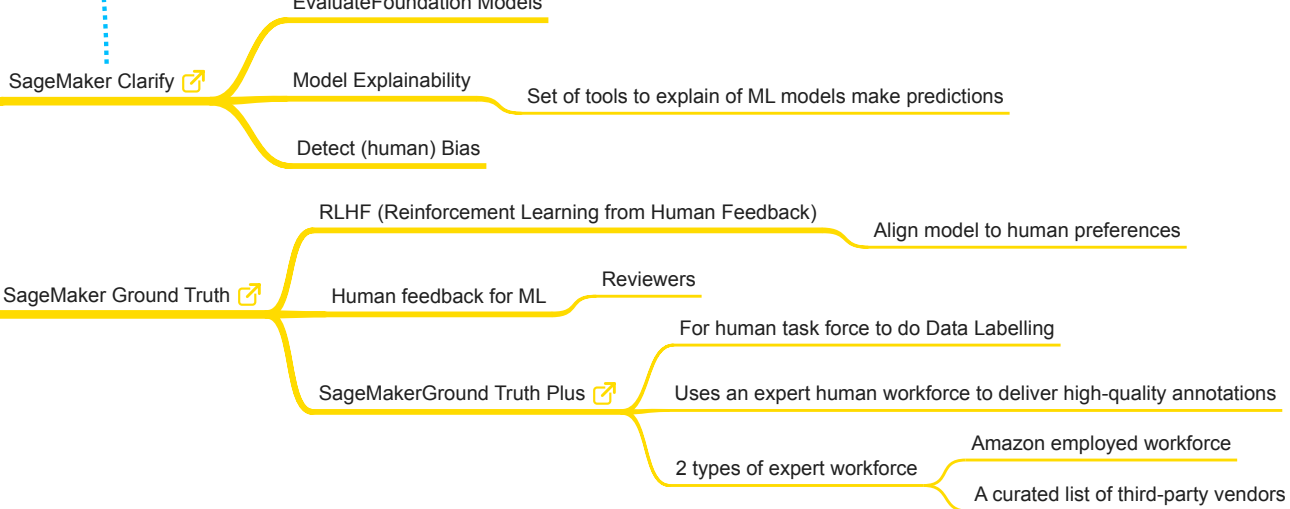 EvaluateFoundation Models
SageMaker Clarify
Model Explainability
Set of tools to explain of ML models make predictions
Detect (human) Bias
RLHF (Reinforcement Learning from Human Feedback)
Align model to human preferences
SageMaker Ground Truth
Human feedback for ML
Reviewers
For human task force to do Data Labelling
SageMakerGround Truth Plus
Uses an expert human workforce to deliver high-quality annotations
2 types of expert workforce
Amazon employed workforce
A curated list of third-party vendors